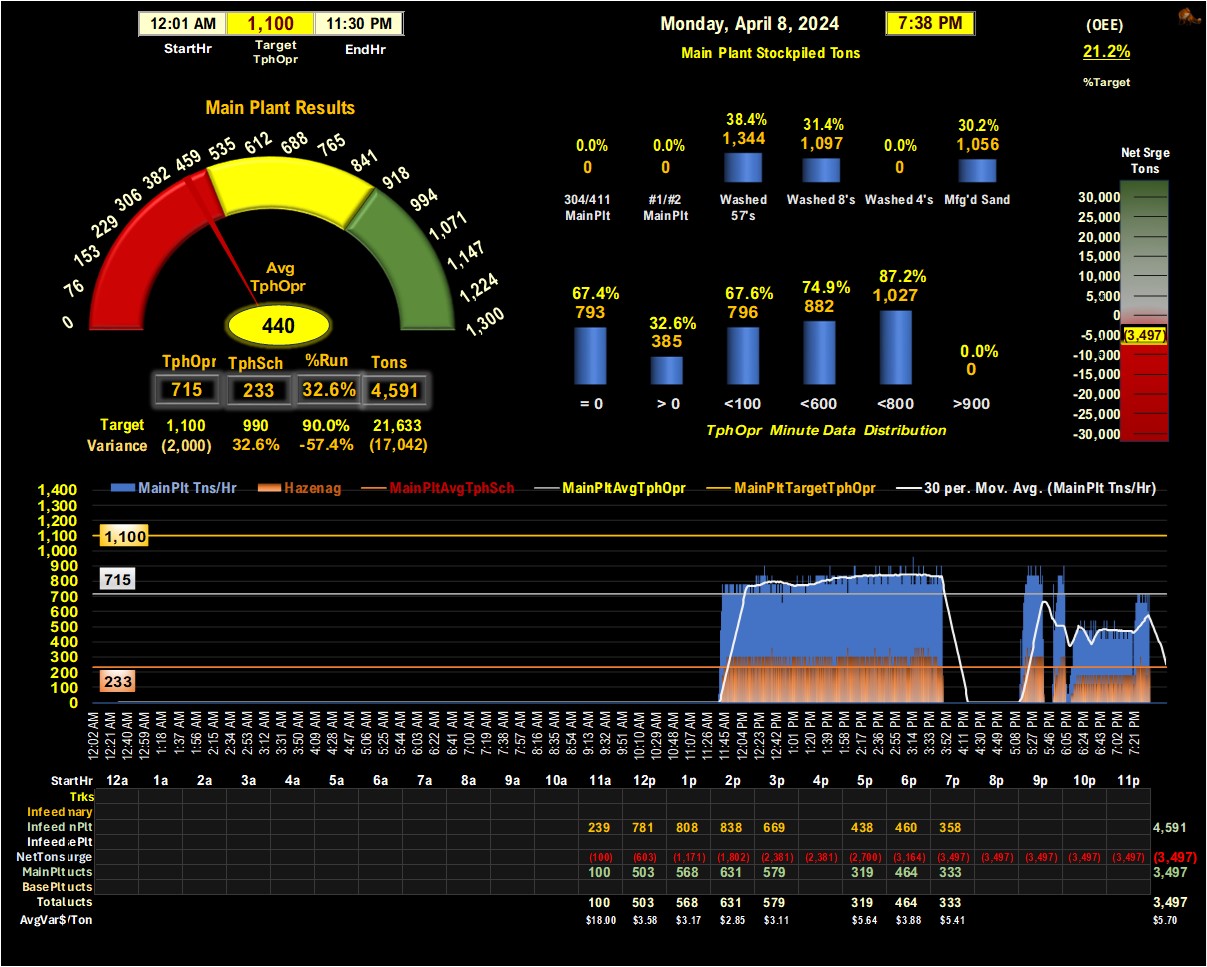 12:01 AM 1,100 11:30 PM
StartHr Target TphOpr EndHr
Monday, April 8, 2024 7:38 PM
Main Plant Stockpiled Tons
(OEE)
21.2%
%Target
Main Plant Results
0 76 153 229 306 382 459 535 612 688 765 841 918 994 1,071 1,147 1,224 1,300
Avg
TphOpr
440
TphOpr TphSch %Run Tons
715 233 32.6% 4,591
Target 1,100 990 90.0% 21,633
Variance (2,000) 32.6% -57.4% (17,042)
0.0% 0.0% 38.4% 31.4% 0.0% 30.2%
0 0 1,344 1,097 0 1,056
304/411 #1/#2 Washed Washed 8's Washed 4's Mfg'd Sand
MainPlt MainPlt 57's
67.4% 32.6% 67.6% 74.9% 87.2% 0.0%
793 385 796 882 1,027 0
= 0 > 0 <100 <600 <800 >900
TphOpr Minute Data Distribution
Net Srge
Tons
30,000
25,000
20,000
15,000
10,000
5,000
0
-5,000 (3,497)
-10,000
-15,000
-20,000
-25,000
-30,000
MainPlt Tns/Hr Hazenag MainPltAvgTphSch MainPltAvgTphOpr MainPltTargetTphOpr 30 per. Mov. Avg. (MainPlt Tns/Hr)
1,400
1,300
1,200
1,100 1,100
1,000
900
800 715
700
600
500
400
300
200 233
100
0
12:02 AM 12:21 AM 12:40 AM 12:59 AM 1:18 AM 1:37 AM 1:56 AM 2:15 AM 2:34 AM 2:53 AM 3:12 AM 3:31 AM 3:50 AM 4:09 AM 4:28 AM 4:47 AM 5:06 AM 5:25 AM 5:44 AM 6:03 AM 6:22 AM 6:41 AM 7:00 AM 7:19 AM 7:38 AM 7:57 AM 8:16 AM 8:35 AM 8:54 AM 9:13 AM 9:32 AM 9:51 AM 10:10 AM 10:29 AM 10:48 AM 11:07 AM 11:26 AM 11:45 AM 12:04 PM 12:23 PM 12:42 PM 1:01 PM 1:20 PM 1:39 PM 1:58 PM 2:17 PM 2:36 PM 2:55 PM 3:14 PM 3:33 PM 3:52 PM 4:11 PM 4:30 PM 4:49 PM 5:08 PM 5:27 PM 5:46 PM 6:05 PM 6:24 PM 6:43 PM 7:02 PM 7:21 PM
StartHr 12a 1a 2a 3a 4a 5a 6a 7a 8a 9a 10a 11a 12p 1p 2p 3p 4p 5p 6p 7p 8p 9p 10p 11p
Trks
Infeed mary
Infeed nPlt 239 781 808 838 669 438 460 358 4,591
Infeed ePlt
NetTons urge (100) (603) (1,171) (1,802) (2,381) (2,381) (2,700) (3,164) (3,497) (3,497) (3,497) (3,497) (3,497) (3,497)
MainPlt ucts 100 503 568 631 579 319 464 333 3,497
BasePlt ucts
Total ucts 100 503 568 631 579 319 464 333 3,497
AvgVar$/Ton $18.00 $3.58 $3.17 $2.85 $3.11 $5.64 $3.88 $5.41 $5.70